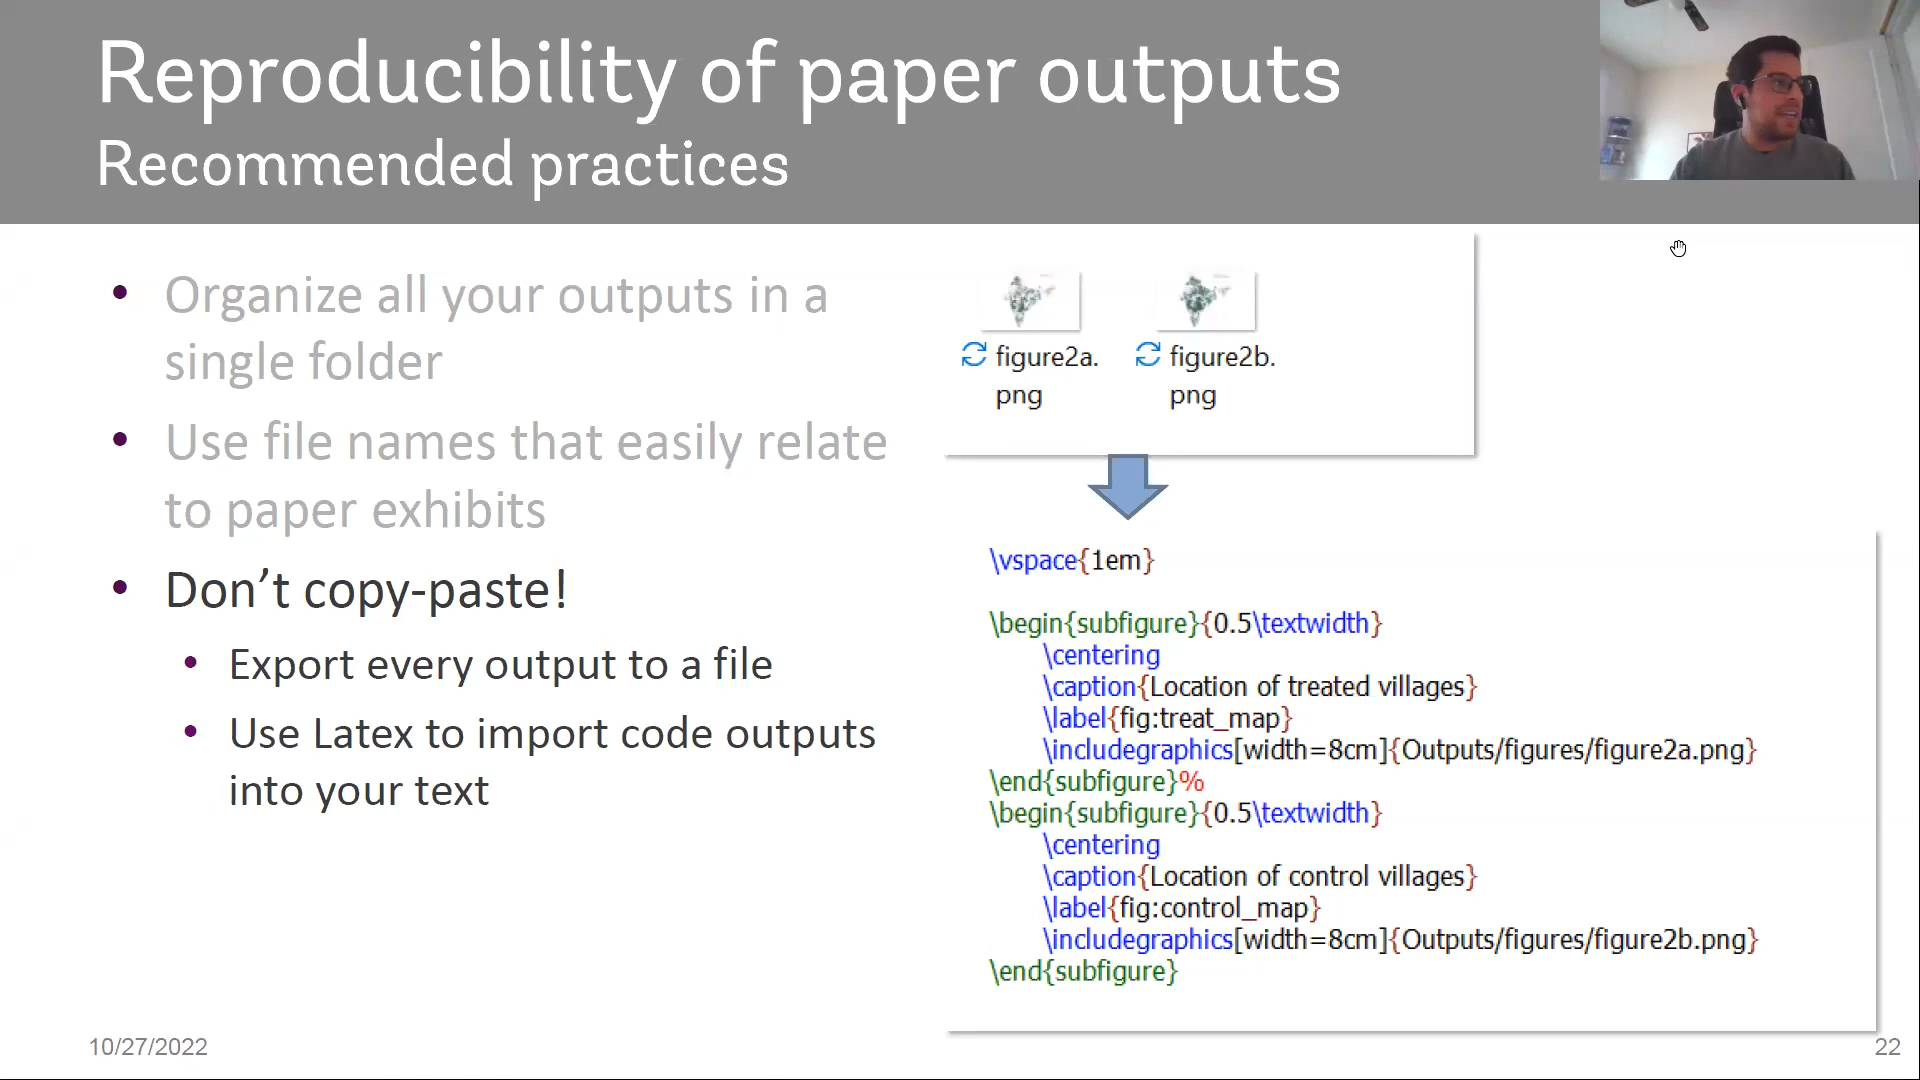 Reproducibility of paper outputs
Recommended practices
• Organize all your outputs in a
single folder
• Use file names that easily relate
to paper exhibits
• Don’t copy-paste!
• Export every output to a file
• Use Latex to import code outputs
into your text
figure2a.
png
figure2b.
png
\vspace{1em}
\begin{subfigure}{0.5\textwidth}
\centering
\caption{Location of treated villages}
\label{fig:treat_map}
\includegraphics[width=8cm]{Outputs/figures/figure2a.png}
\end{subfigure}%
\begin{subfigure}{0.5\textwidth}
\centering
\caption{Location of control villages}
\label{fig:control_map}
\includegraphics[width=8cm]{Outputs/figures/figure2b.png}
\end{subfigure}
10/27/2022
22